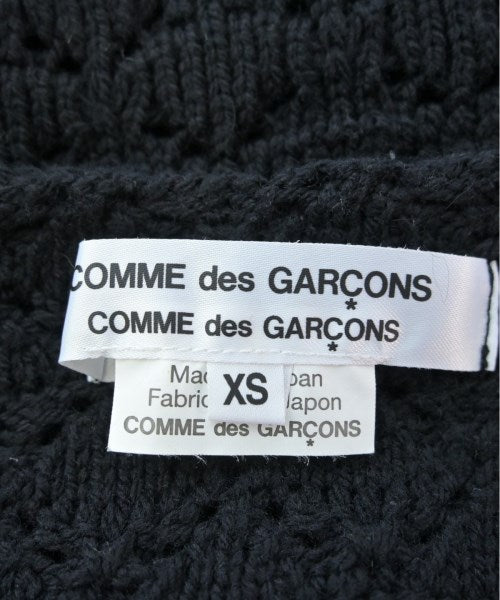 COMME des GARÇONS
COMME des GARÇONS
XS
Fabric
Japon
COMME des GARÇONS